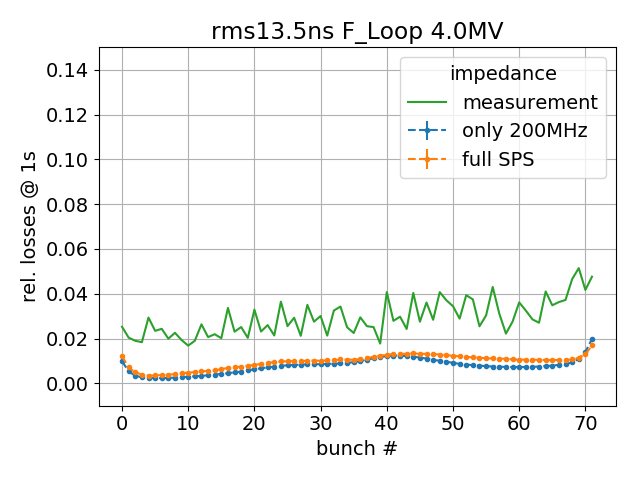 rms13.5ns F_Loop 4.0MV
impedance
measurement
only 200MHz
full SPS
rel. losses @ 1s
0.14
0.12
0.10
0.08
0.06
0.04
0.02
0.00
0 10 20 30 40 50 60 70
bunch #